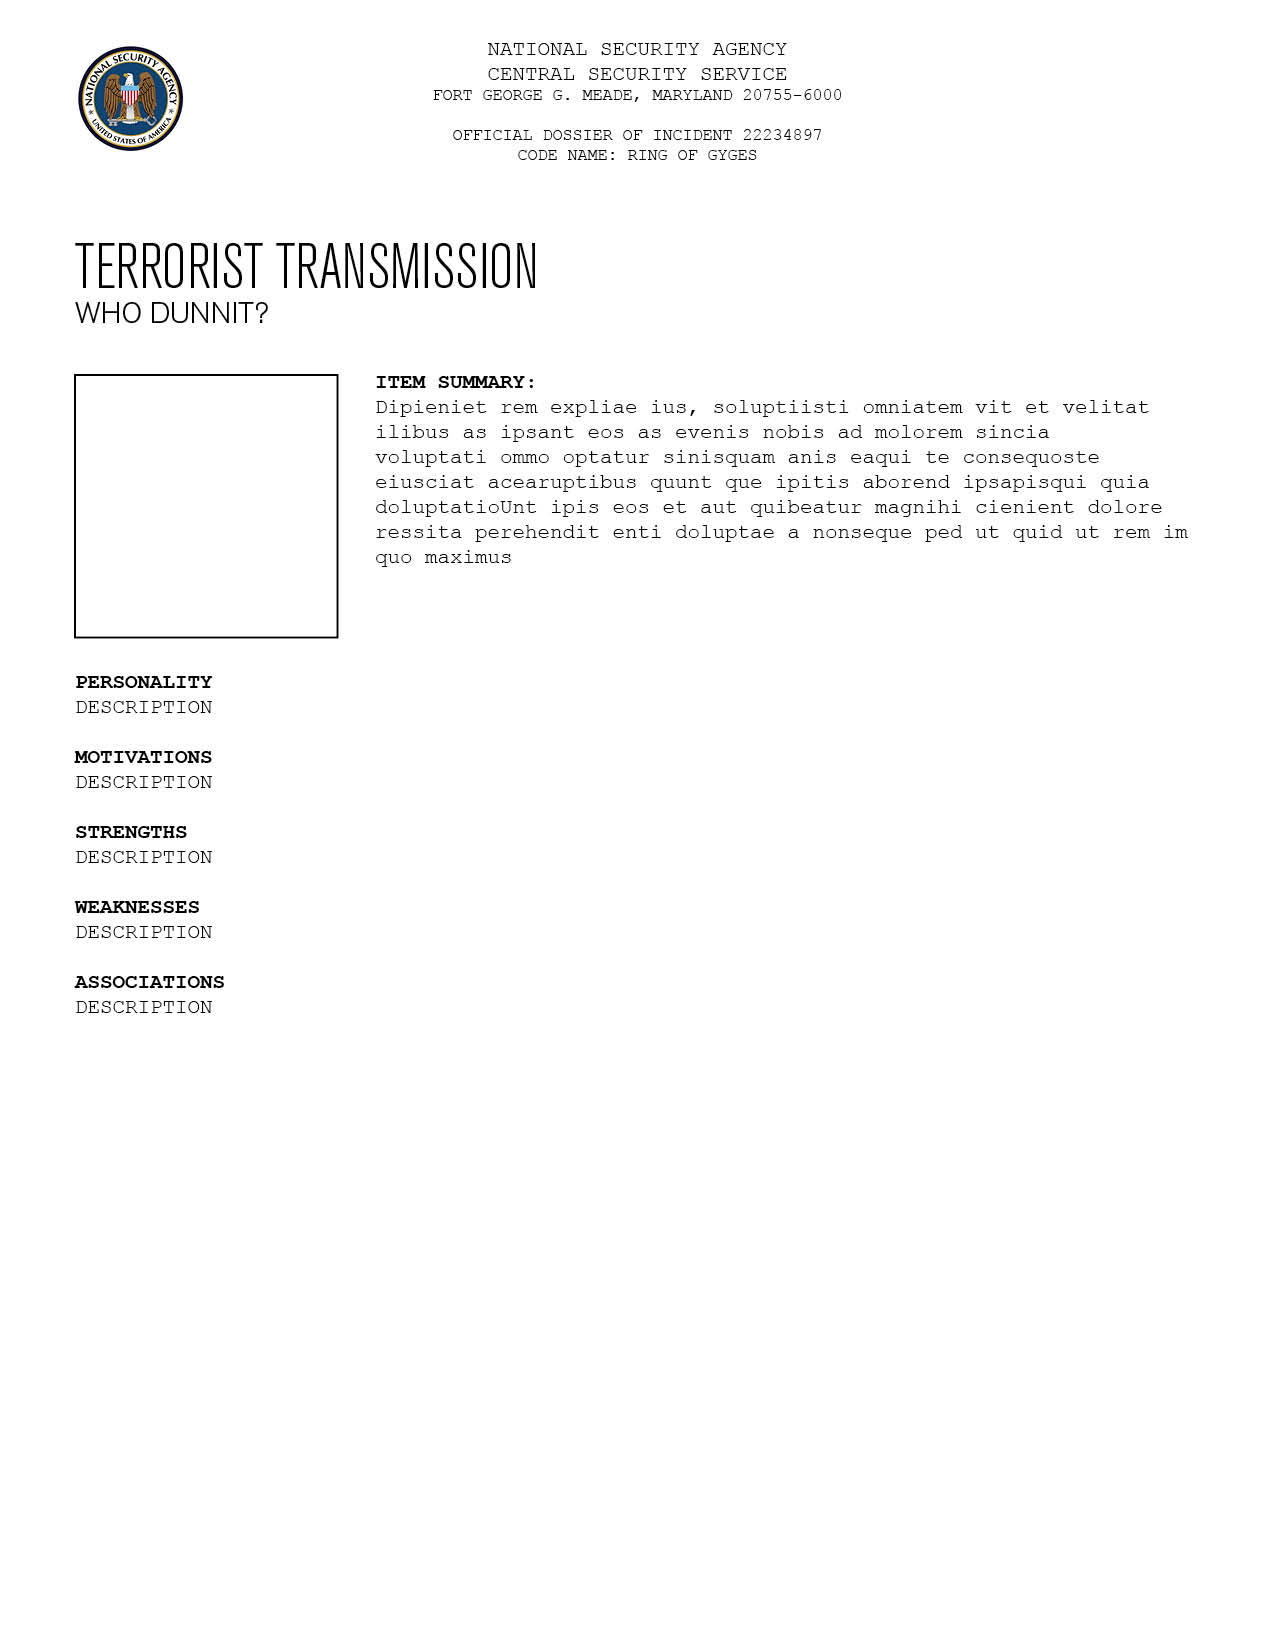 NATIONAL SECURITY AGENCY
UNITED STATES OF AMERICA
NATIONAL SECURITY AGENCY
CENTRAL SECURITY SERVICE
FORT GEORGE G. MEADE, MARYLAND 20755-6000
OFFICIAL DOSSIER OF INCIDENT 22234897
CODE NAME: RING OF GYGES
TERRORIST TRANSMISSION
WHO DUNNIT?
ITEM SUMMARY:
Dipieniet rem expliae ius, soluptiisti omniatem vit et velitat
ilibus as ipsant eos as evenis nobis ad molorem sincia
voluptati ommo optatur sinisquam anis eaqui te consequoste
eiusciat acearuptibus quunt que ipitis aborend ipsapisqui quia
doluptatioUnt ipis eos et aut quibeatur magnihi cienient dolore
ressita perehendit enti doluptae a nonseque ped ut quid ut rem im
quo maximus
PERSONALITY
DESCRIPTION
MOTIVATIONS
DESCRIPTION
STRENGTHS
DESCRIPTION
WEAKNESSES
DESCRIPTION
ASSOCIATIONS
DESCRIPTION